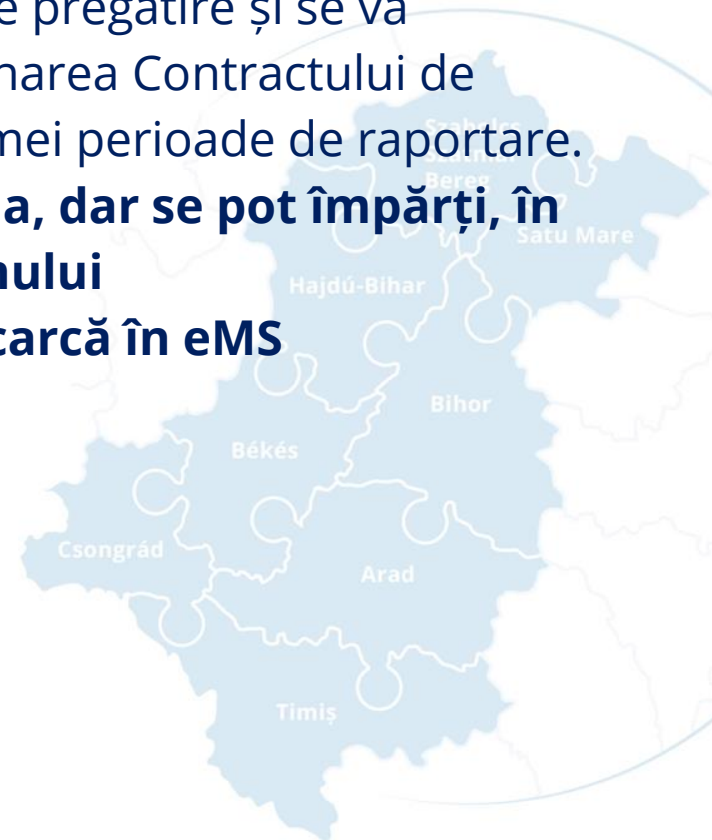 e pregătire și se va
narea Contractului de
mei perioade de raportare.
a, dar se pot împărți, în
nului
carcă în eMS
Szabolcs
Szatmár
Bereg
Satu Mare
Hajdú-Bihar
Bihor
Békés
Csongrád
Arad
Timiș